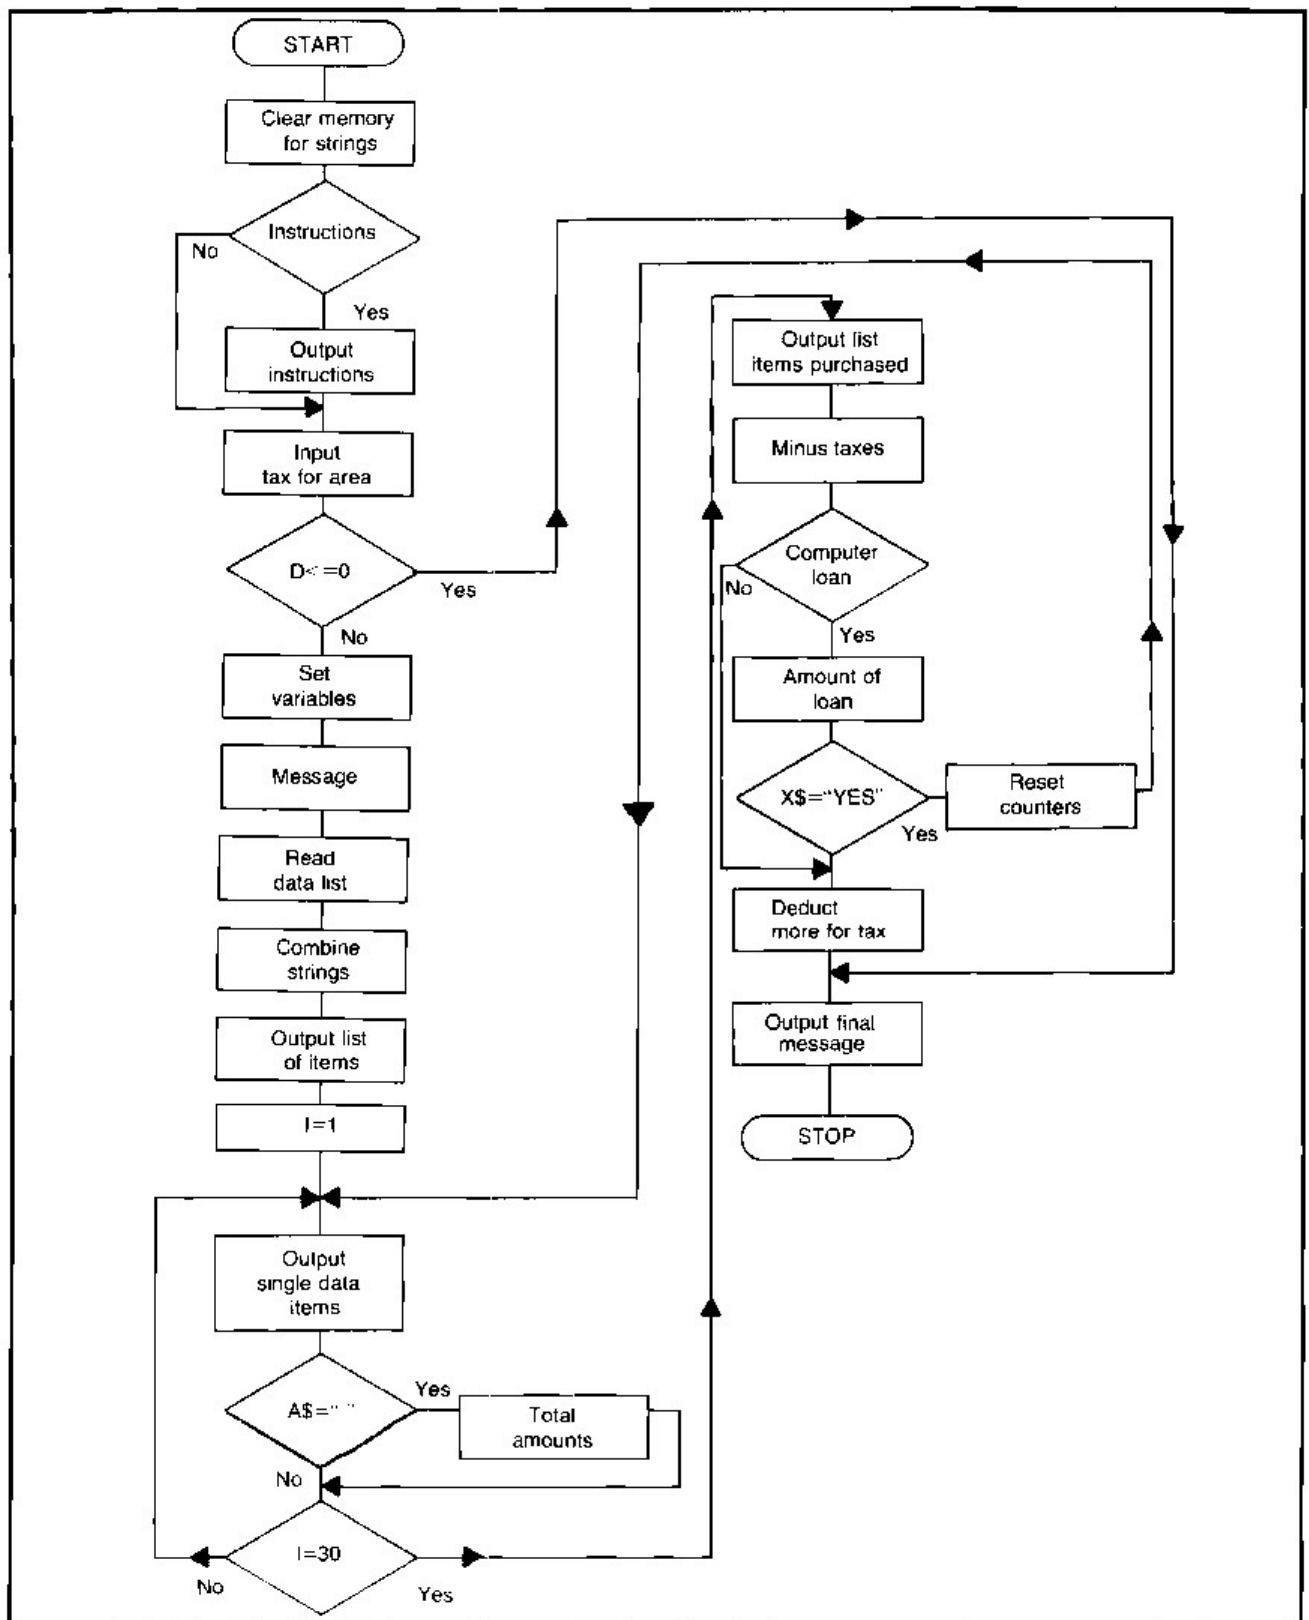 START
Clear memory
for strings
Instructions
No
Yes
Output
instructions
Input
tax for area
D<=0
Yes
No
Set
variables
Message
Read
data list
Combine
strings
Output list
of items
I=1
Output
single data
items
A$=" "
Yes
Total
amounts
No
I=30
No
Yes
Output list
items purchased
Minus taxes
Computer
loan
No
Yes
Amount of
loan
X$="YES"
Yes
Reset
counters
Deduct
more for tax
Output final
message
STOP